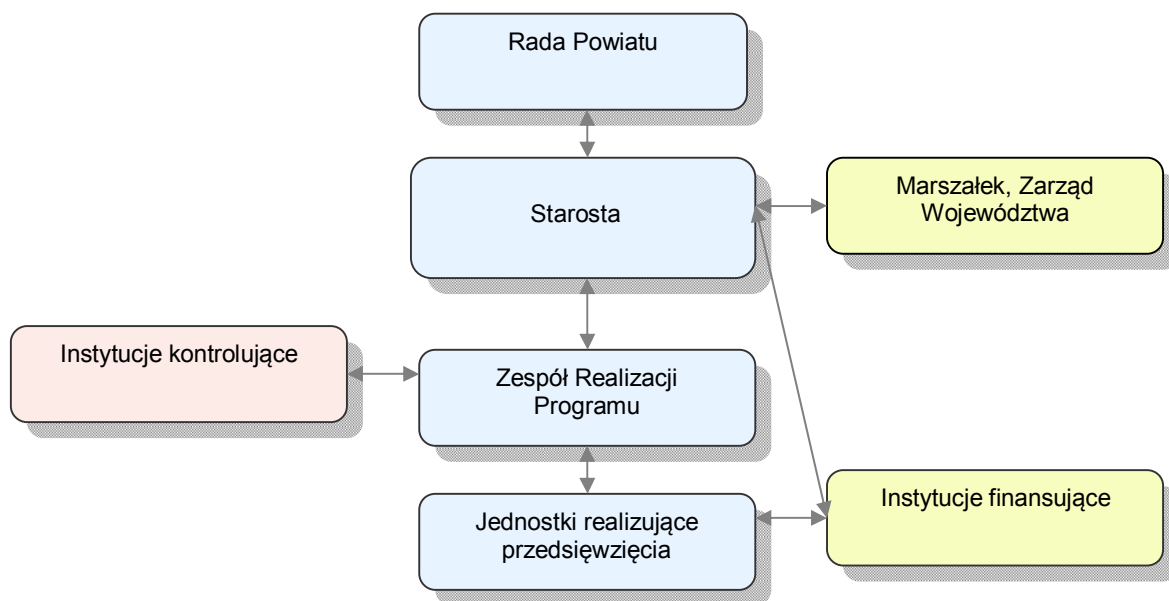 Rada Powiatu
Starosta
Marszałek, Zarząd
Województwa
Instytucje kontrolujące
Zespół Realizacji
Programu
Jednostki realizujące
przedsięwzięcia
Instytucje finansujące